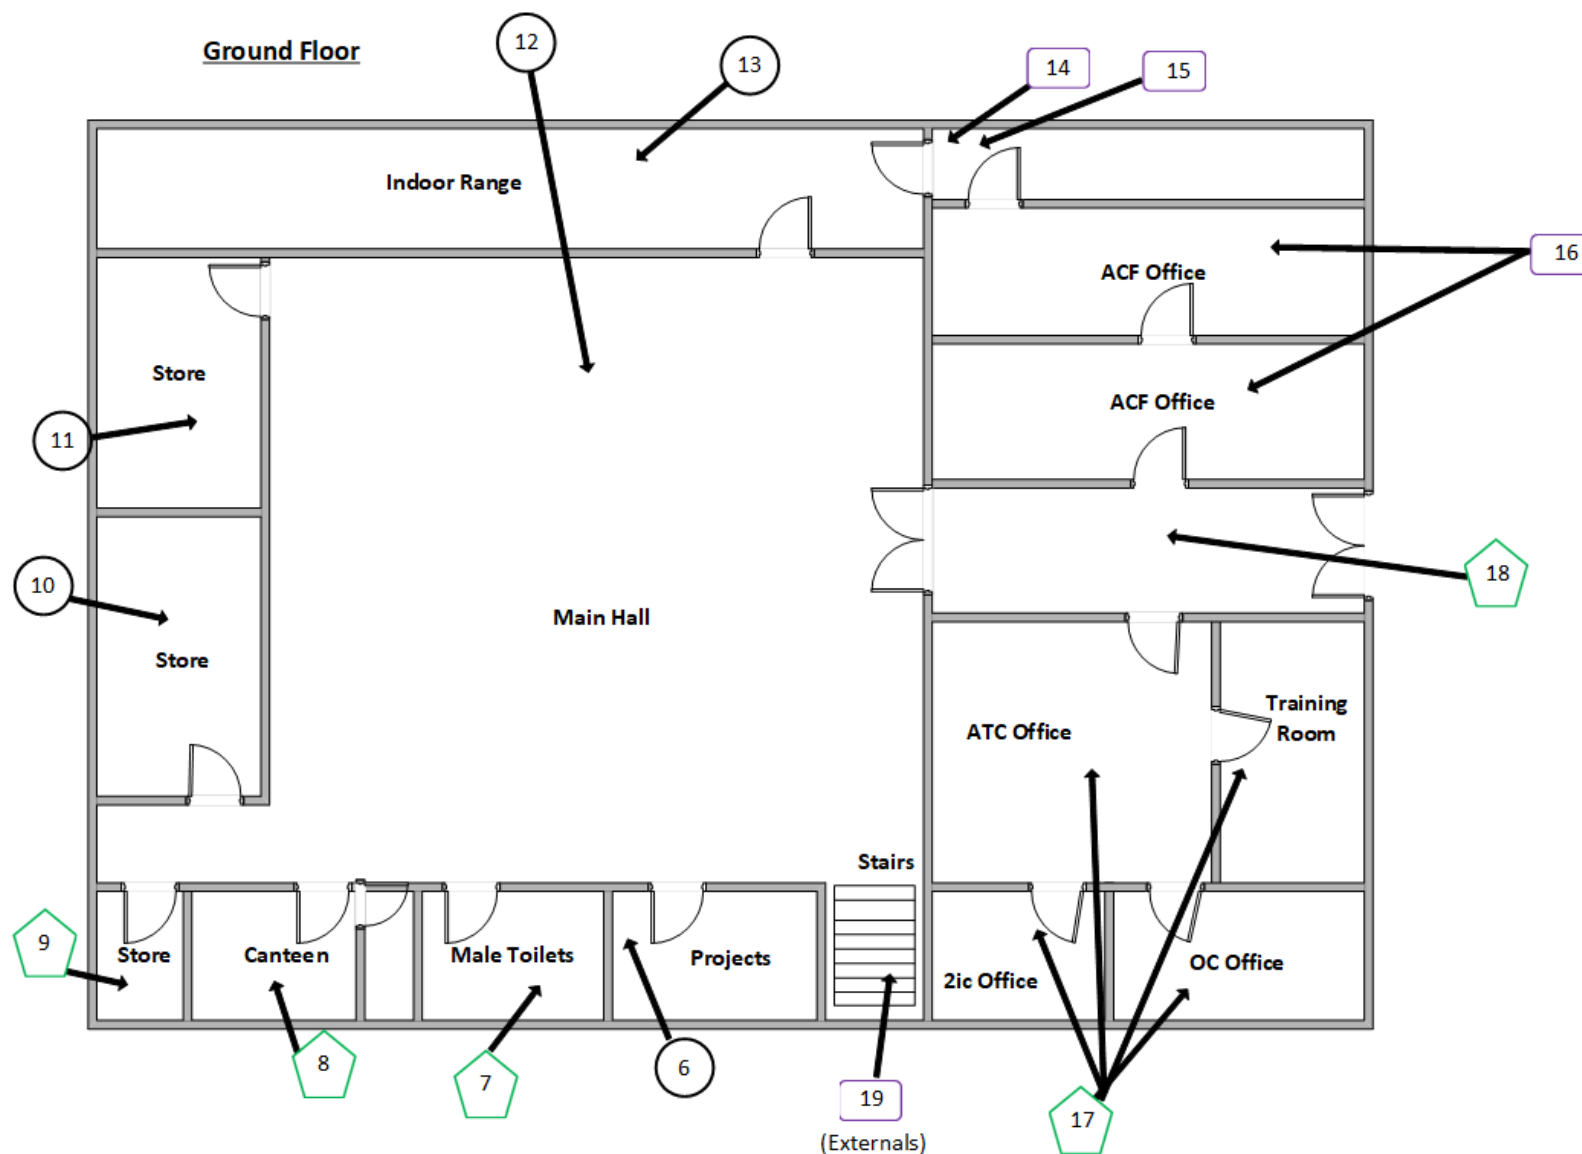 Ground Floor
12
13
14
15
Indoor Range
16
ACF Office
Store
ACF Office
11
18
10
Main Hall
Store
Training
Room
ATC Office
Stairs
9
Store
Canteen
Male Toilets
Projects
2ic Office
OC Office
8
7
6
19
(Externals)
17